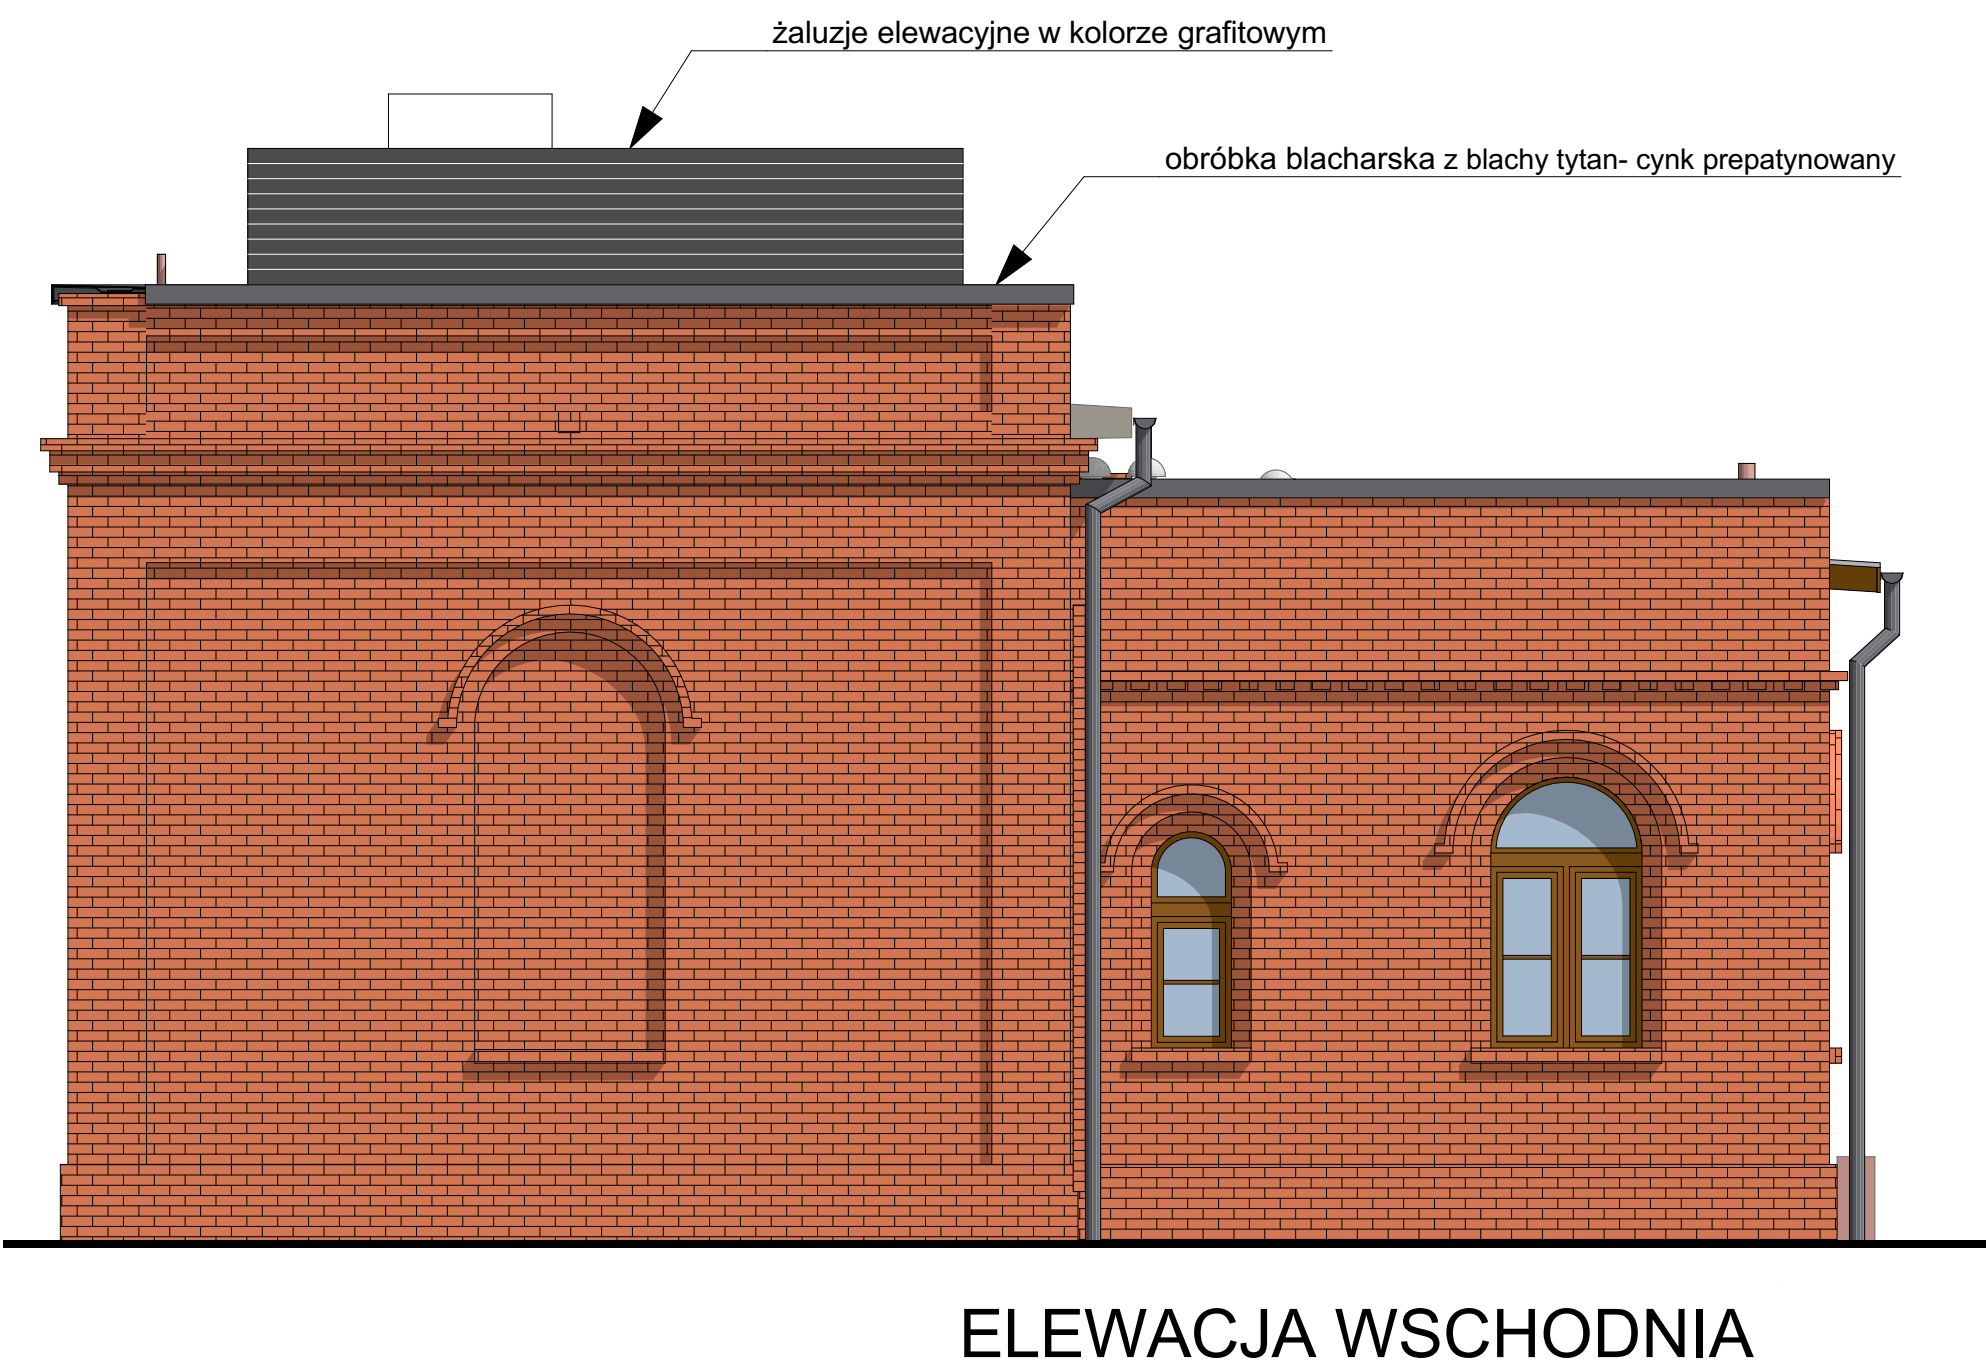 żaluzje elewacyjne w kolorze grafitowym
obróbka blacharska z blachy tytan- cynk prepatynowany
ELEWACJA WSCHODNIA